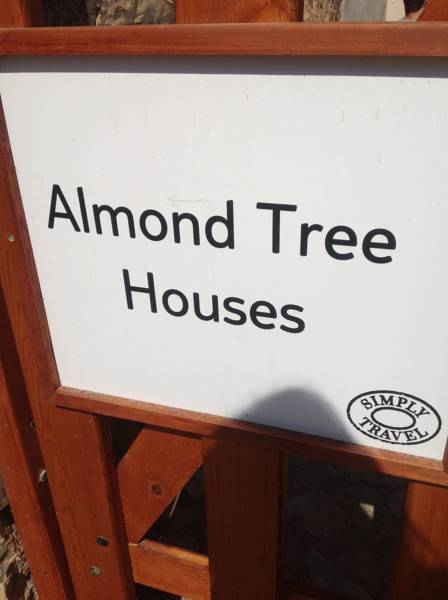 Almond Tree
Houses
SIMPLY
TRAVEL